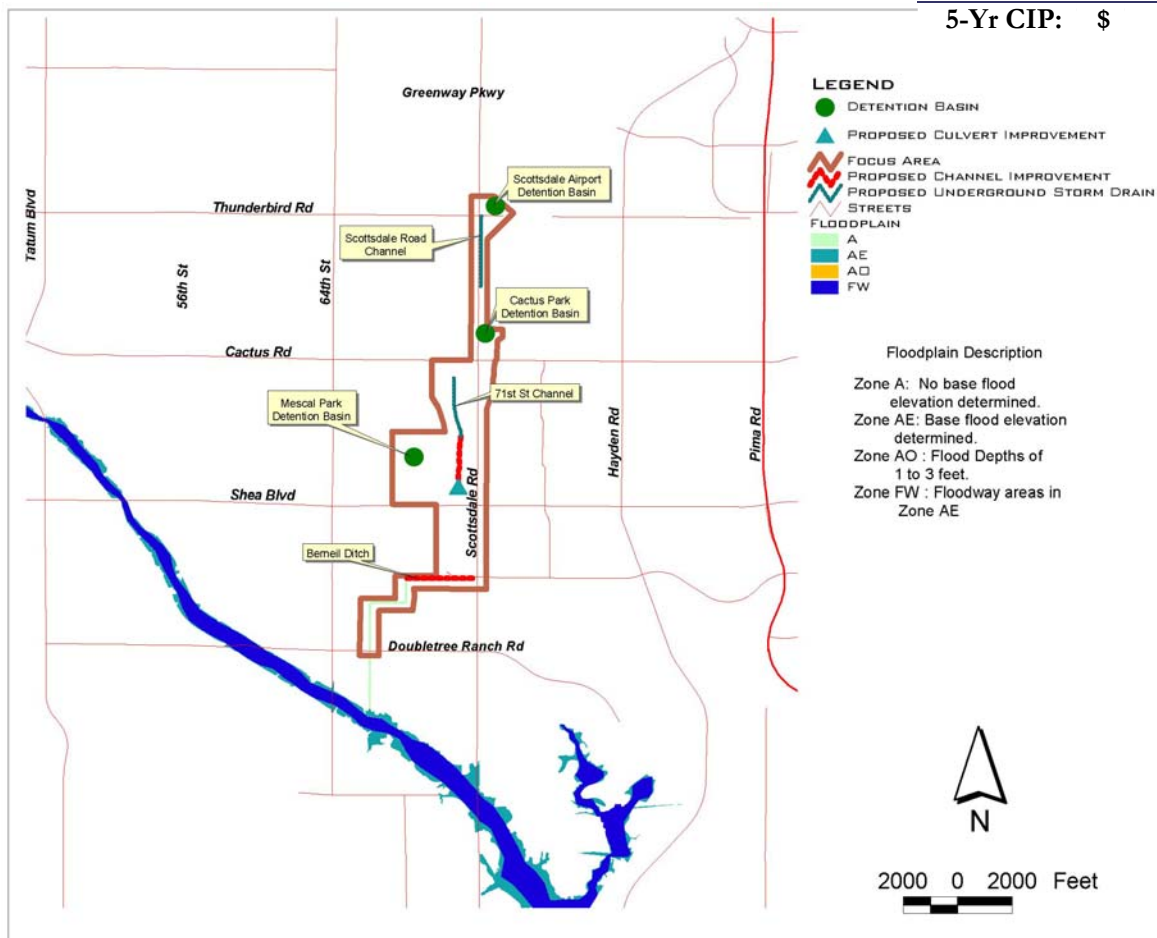 5-Yr CIP: $
Greenway Pkwy
Scottsdale Airport
Detention Basin
Thunderbird Rd
Tatum Blvd
Scottsdale Road
Channel
56th St
64th St
Cactus Park
Detention Basin
Cactus Rd
Mescal Park
Detention Basin
71st St Channel
Hayden Rd
Pima Rd
Shea Blvd
Scottsdale Rd
Berneil Ditch
Doubletree Ranch Rd
LEGEND
DETENTION BASIN
PROPOSED CULVERT IMPROVEMENT
FOCUS AREA
PROPOSED CHANNEL IMPROVEMENT
PROPOSED UNDERGROUND STORM DRAIN
STREETS
FLOODPLAIN
A
AE
AO
FW
Floodplain Description
Zone A: No base flood
elevation determined.
Zone AE: Base flood elevation
determined.
Zone AO : Flood Depths of
1 to 3 feet.
Zone FW : Floodway areas in
Zone AE
N
2000 0 2000 Feet